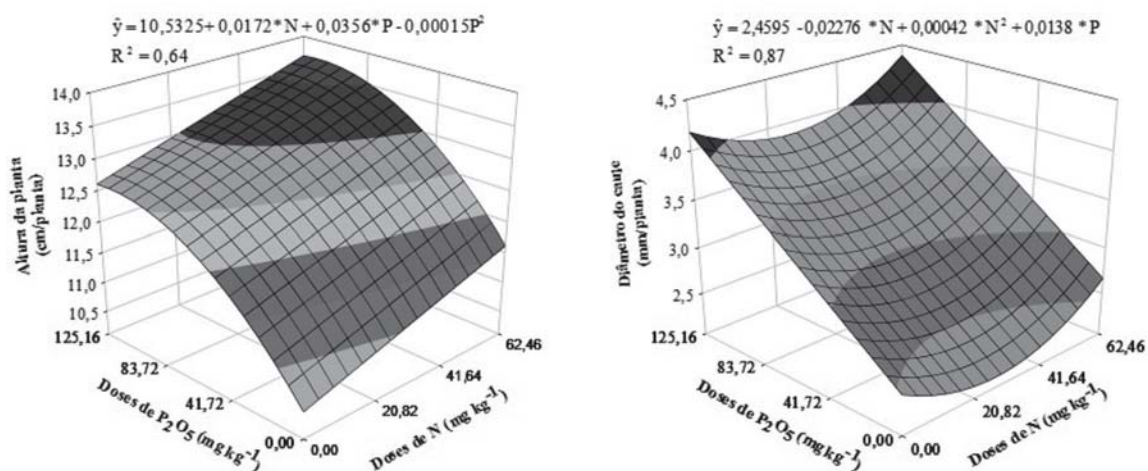 ŷ = 10,5325+ 0,0172*N + 0,0356*P - 0,00015P²
R² = 0,64
14,0
13,5
13,0
12,5
12,0
11,5
11,0
10,5
Altura da planta
(cm/planta)
125,16
83,72
41,72
0,00
Doses de P₂O₅ (mg kg⁻¹)
0,00
20,82
41,64
62,46
Doses de N (mg kg⁻¹)
ŷ = 2,4595 -0,02276 *N + 0,00042 *N² + 0,0138 *P
R² = 0,87
4,5
4,0
3,5
3,0
2,5
Diâmetro do caule
(mm/planta)
125,16
83,72
41,72
0,00
Doses de P₂O₅ (mg kg⁻¹)
0,00
20,82
41,64
62,46
Doses de N (mg kg⁻¹)